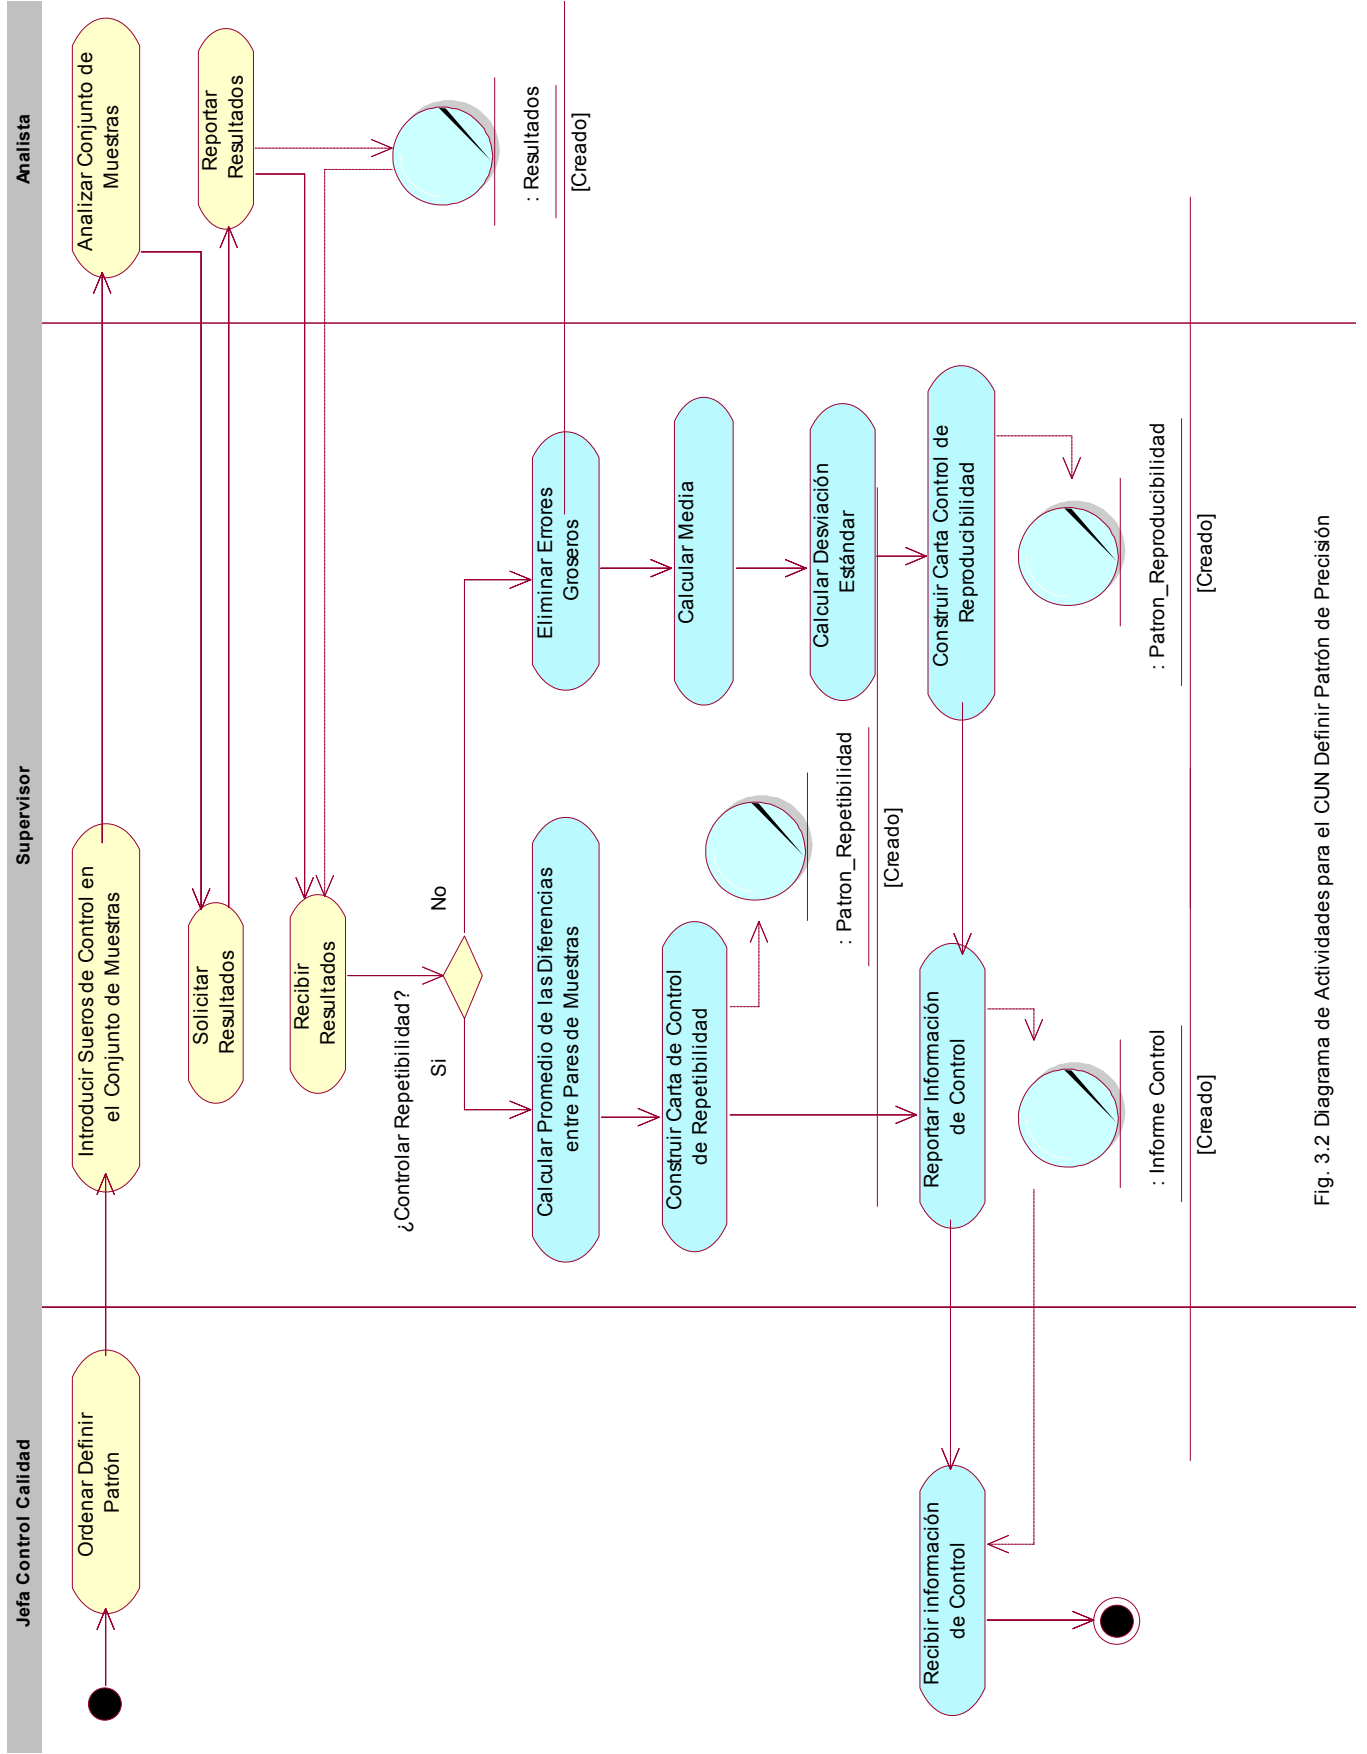 Jefa Control Calidad
Supervisor
Analista
Ordenar Definir
Patrón
Introducir Sueros de Control en
el Conjunto de Muestras
Analizar Conjunto de
Muestras
Solicitar
Resultados
Reportar
Resultados
Recibir
Resultados
: Resultados
[Creado]
¿Controlar Repetibilidad?
Si
No
Calcular Promedio de las Diferencias
entre Pares de Muestras
Eliminar Errores
Groseros
Construir Carta de Control
de Repetibilidad
Calcular Media
: Patron_Repetibilidad
[Creado]
Calcular Desviación
Estándar
Reportar Información
de Control
Construir Carta Control de
Reproducibilidad
Recibir información
de Control
: Informe Control
[Creado]
: Patron_Reproducibilidad
[Creado]
Fig. 3.2 Diagrama de Actividades para el CUN Definir Patrón de Precisión